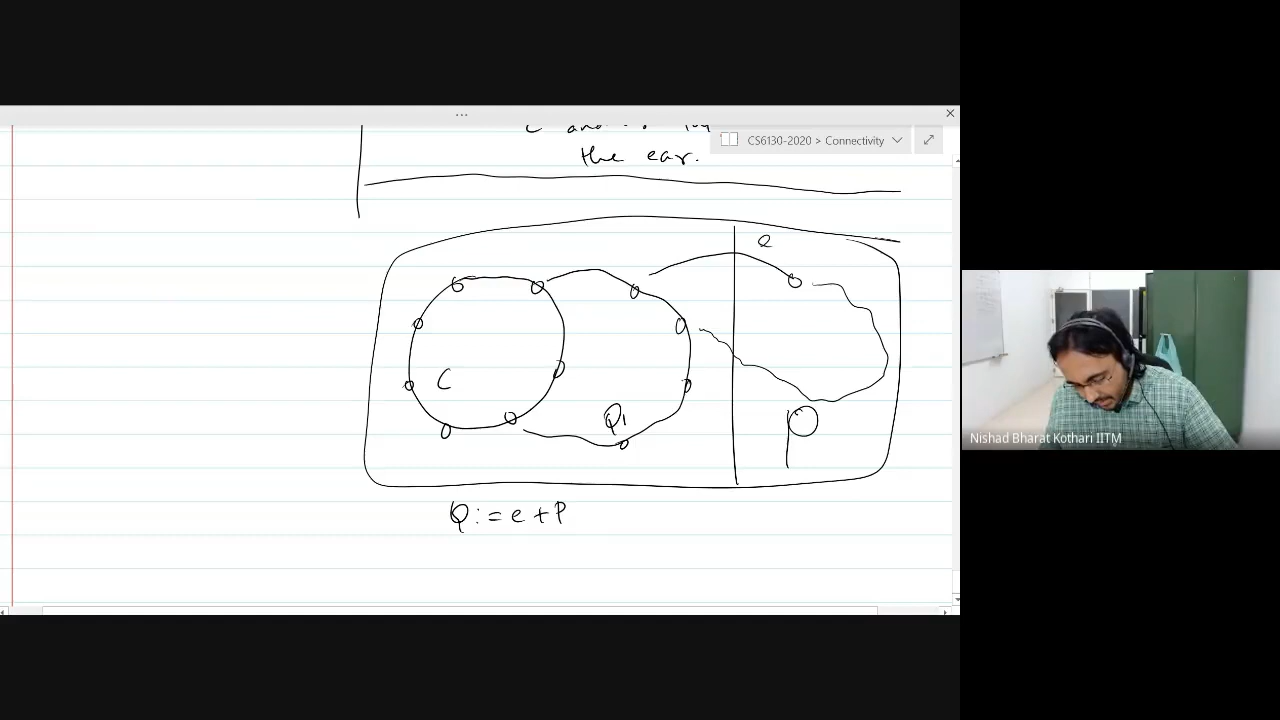 the ear.
CS6130-2020 > Connectivity
e
C
Q1
P
Q := e + P
Nishad Bharat Kothari IITM